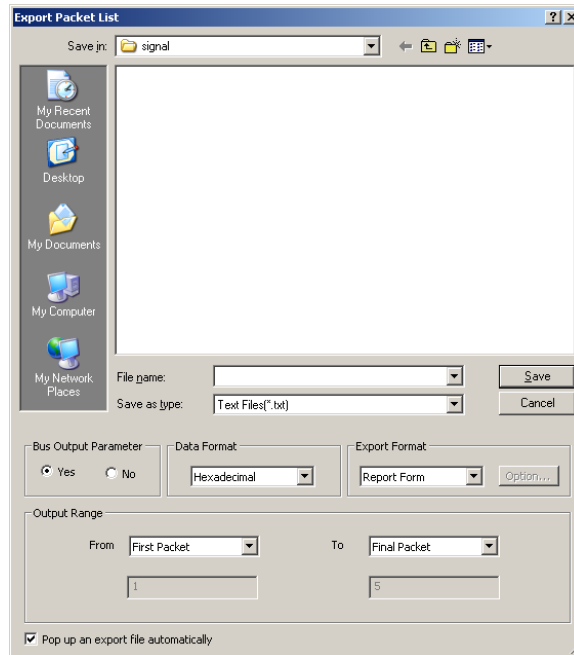 Export Packet List
Save in: signal
My Recent
Documents
Desktop
My Documents
My Computer
My Network
Places
File name:
Save
Save as type: Text Files(*.txt)
Cancel
Bus Output Parameter
Yes No
Data Format
Hexadecimal
Export Format
Report Form Option...
Output Range
From First Packet To Final Packet
1 5
Pop up an export file automatically